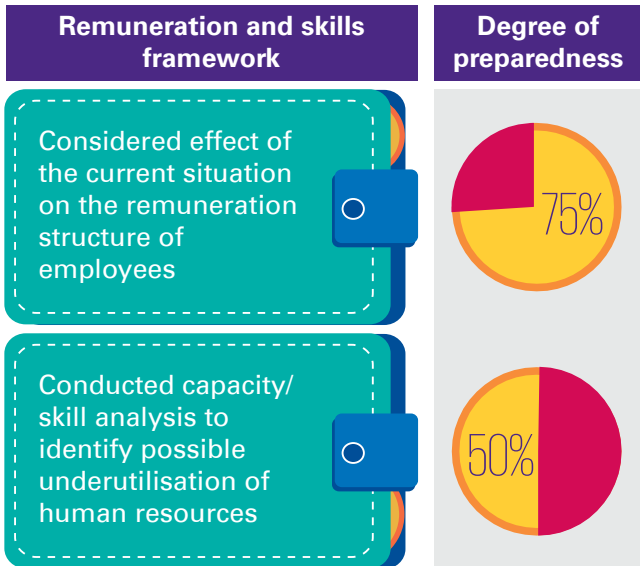 Remuneration and skills
framework
Degree of
preparedness
Considered effect of
the current situation
on the remuneration
structure of
employees
75%
Conducted capacity/
skill analysis to
identify possible
underutilisation of
human resources
50%